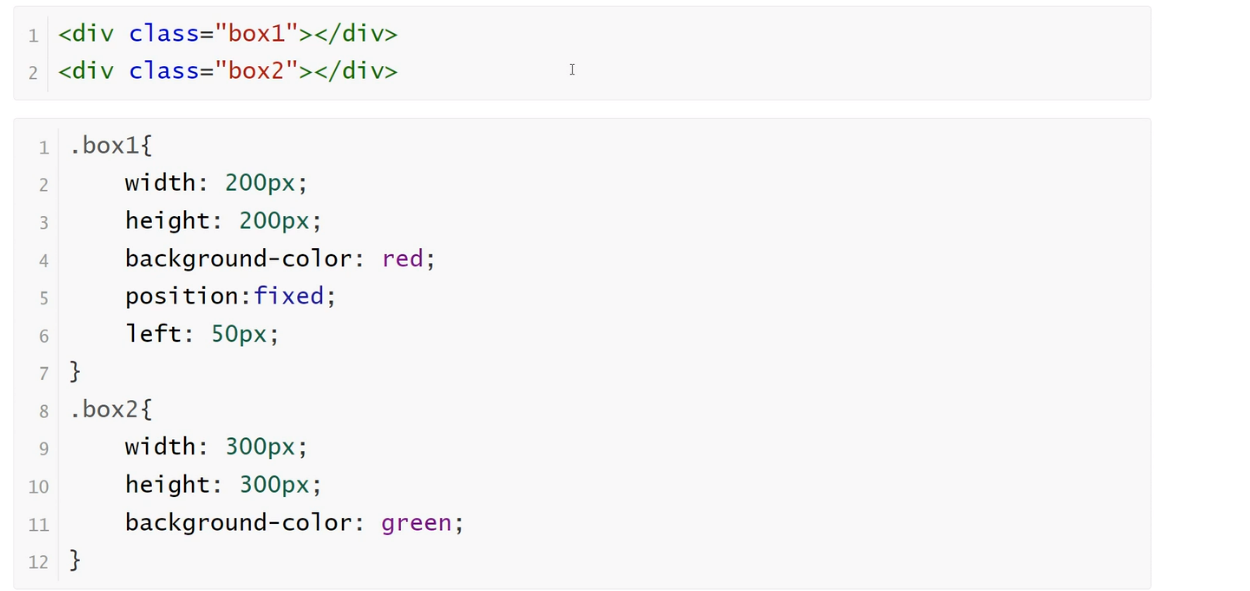 1 <div class="box1"></div>
2 <div class="box2"></div>
1 .box1{
2 width: 200px;
3 height: 200px;
4 background-color: red;
5 position:fixed;
6 left: 50px;
7 }
8 .box2{
9 width: 300px;
10 height: 300px;
11 background-color: green;
12 }